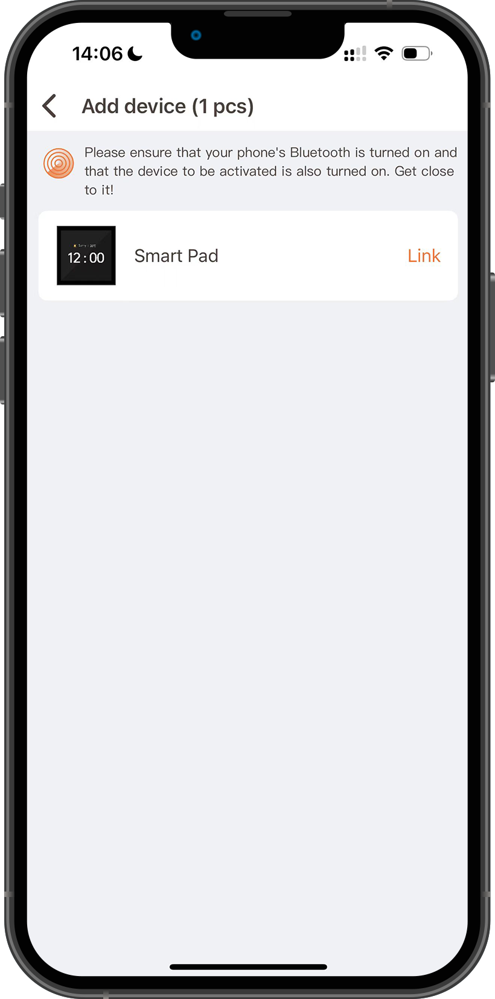 14:06
Add device (1 pcs)
Please ensure that your phone's Bluetooth is turned on and
that the device to be activated is also turned on. Get close
to it!
12:00
Smart Pad
Link